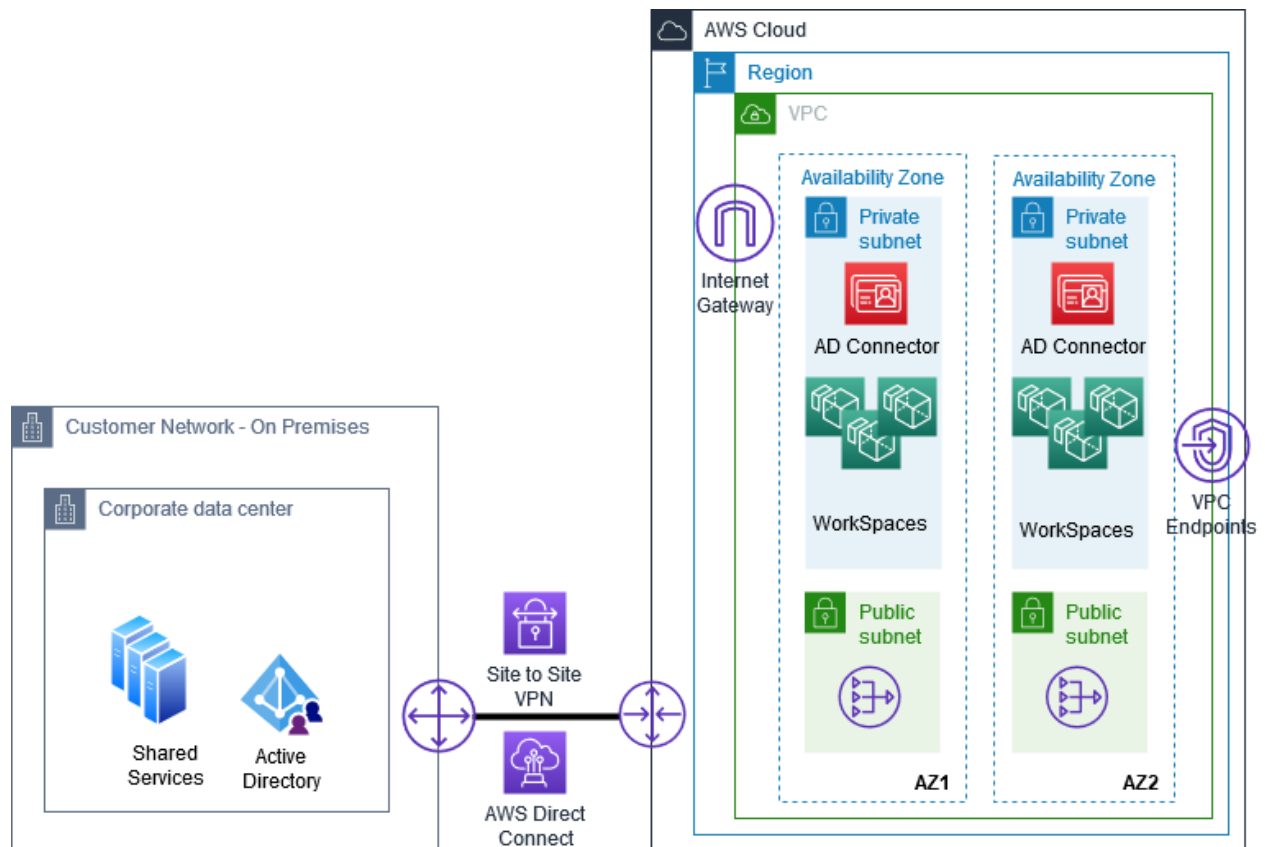 AWS Cloud
Region
VPC
Availability Zone
Private
subnet
AD Connector
WorkSpaces
Public
subnet
AZ1
Availability Zone
Private
subnet
AD Connector
WorkSpaces
Public
subnet
AZ2
Internet
Gateway
VPC
Endpoints
Customer Network - On Premises
Corporate data center
Shared
Services
Active
Directory
Site to Site
VPN
AWS Direct
Connect